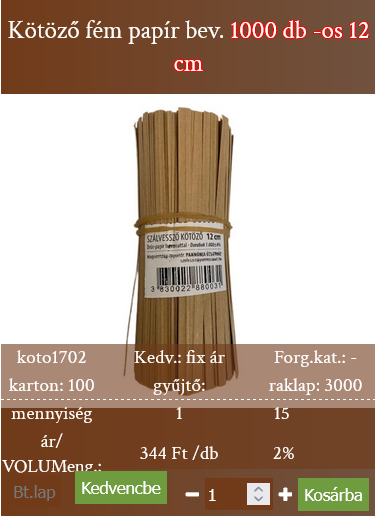 Kötöző fém papír bev. 1000 db -os 12
cm
SZÁLVESSZŐ KÖTÖZŐ 12 cm
3 830022 880031
koto1702 Kedv.: fix ár Forg.kat.: -
karton: 100 gyűjtő: raklap: 3000
mennyiség 1 15
ár/
VOLUMeng.: 344 Ft /db 2%
Bt.lap Kedvencbe 1 Kosárba